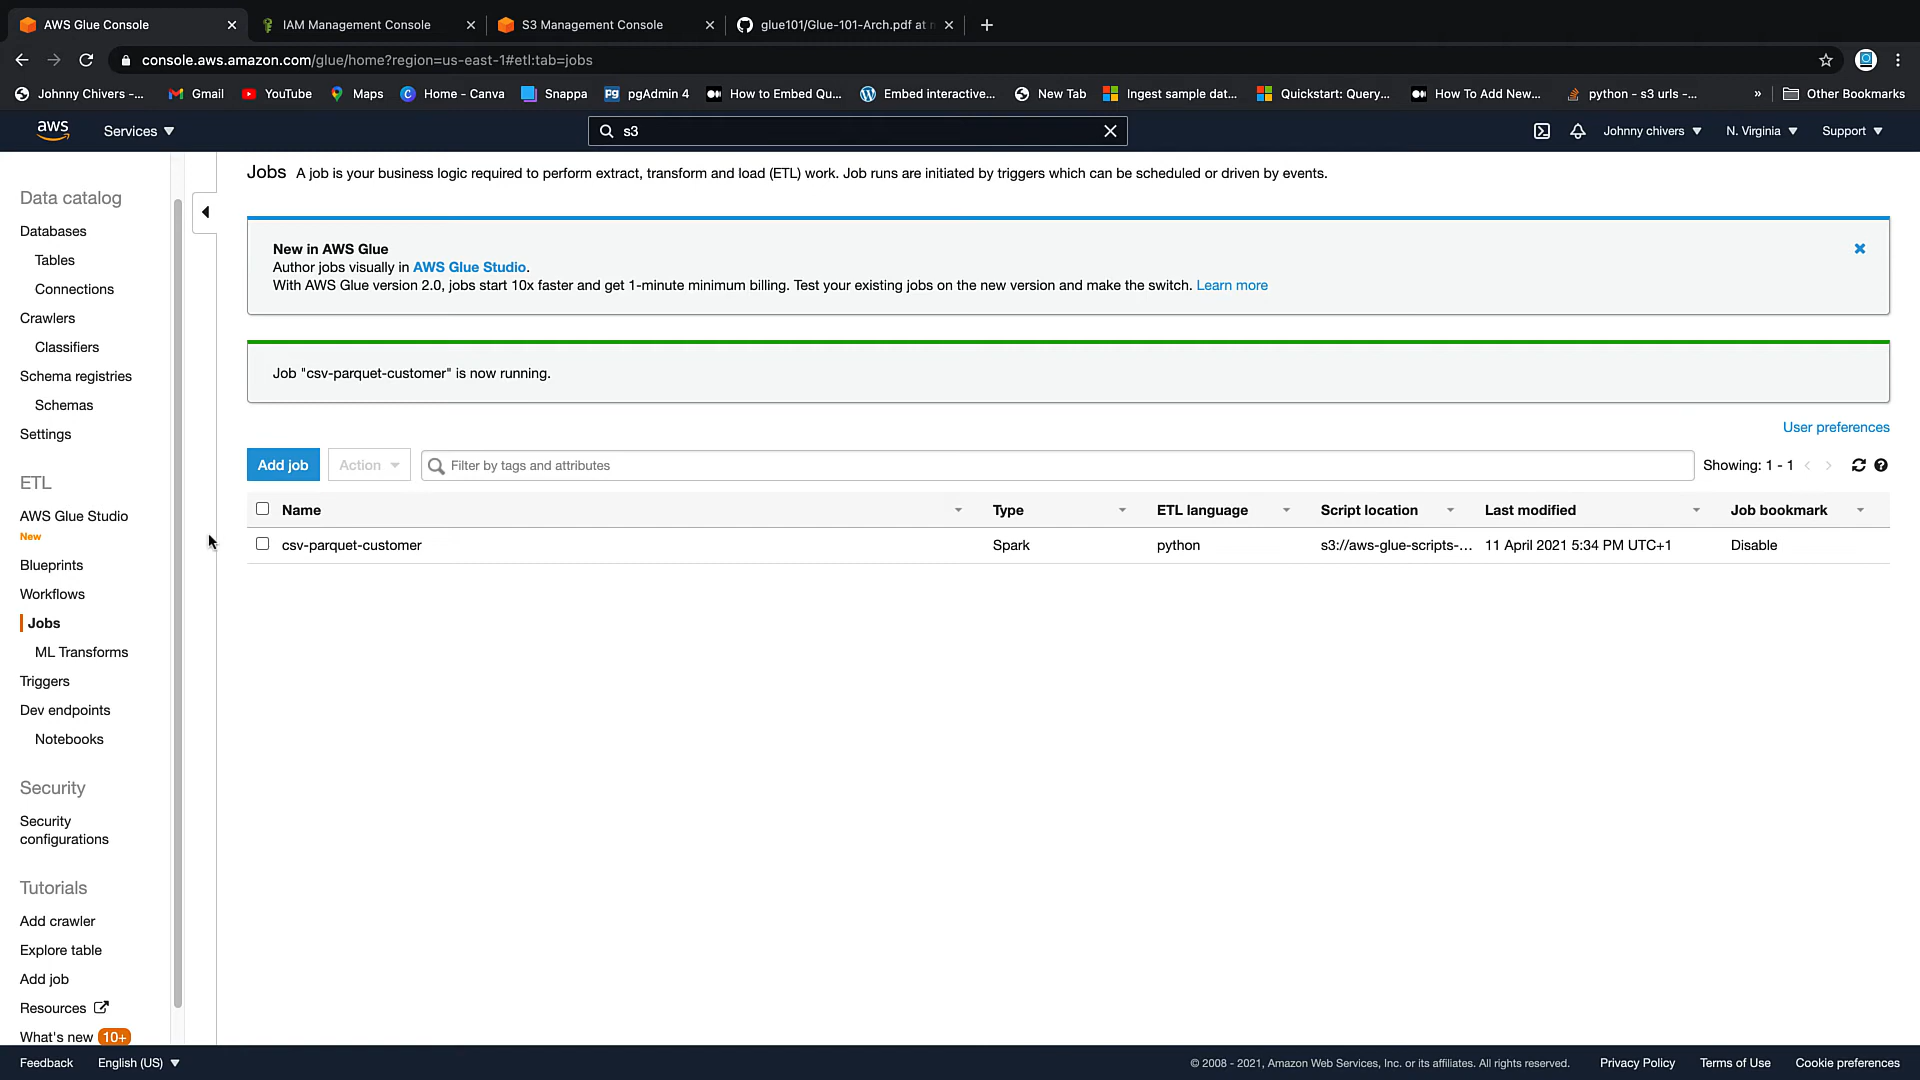 AWS Glue Console
IAM Management Console
S3 Management Console
glue101/Glue-101-Arch.pdf at
console.aws.amazon.com/glue/home?region=us-east-1#etl:tab=jobs
Johnny Chivers -...
Gmail
YouTube
Maps
Home - Canva
Snappa
pgAdmin 4
How to Embed Qu...
Embed interactive...
New Tab
Ingest sample dat...
Quickstart: Query...
How To Add New...
python - s3 urls -...
»
Other Bookmarks
aws
Services
s3
Johnny chivers
N. Virginia
Support
Data catalog
Databases
Tables
Connections
Crawlers
Classifiers
Schema registries
Schemas
Settings
ETL
AWS Glue Studio
New
Blueprints
Workflows
Jobs
ML Transforms
Triggers
Dev endpoints
Notebooks
Security
Security
configurations
Tutorials
Add crawler
Explore table
Add job
Resources
What's new 10+
Jobs A job is your business logic required to perform extract, transform and load (ETL) work. Job runs are initiated by triggers which can be scheduled or driven by events.
New in AWS Glue
Author jobs visually in AWS Glue Studio.
With AWS Glue version 2.0, jobs start 10x faster and get 1-minute minimum billing. Test your existing jobs on the new version and make the switch. Learn more
Job "csv-parquet-customer" is now running.
User preferences
Add job
Action
Filter by tags and attributes
Showing: 1 - 1
Name Type ETL language Script location Last modified Job bookmark
csv-parquet-customer Spark python s3://aws-glue-scripts-... 11 April 2021 5:34 PM UTC+1 Disable
Feedback
English (US)
© 2008 - 2021, Amazon Web Services, Inc. or its affiliates. All rights reserved.
Privacy Policy
Terms of Use
Cookie preferences